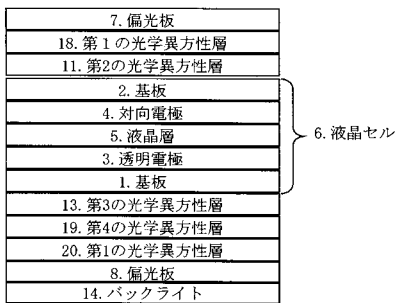 7. 偏光板
18. 第１の光学異方性層
11. 第2の光学異方性層
2. 基板
4. 対向電極
5. 液晶層
3. 透明電極
1. 基板
6. 液晶セル
13. 第3の光学異方性層
19. 第4の光学異方性層
20. 第1の光学異方性層
8. 偏光板
14. バックライト